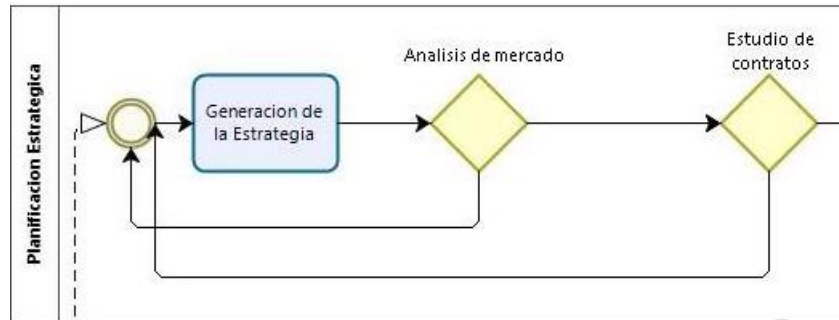 Planificacion Estrategica
Generacion de
la Estrategia
Analisis de mercado
Estudio de
contratos